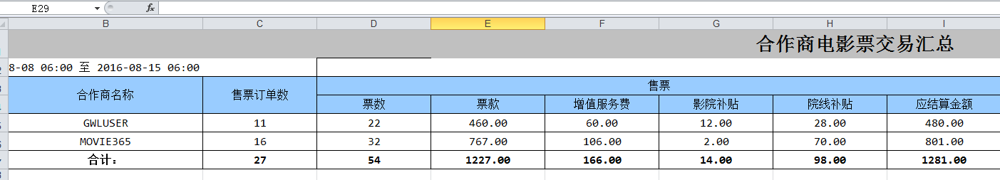 E29 fx
B C D E F G H I
合作商电影票交易汇总
8-08 06:00 至 2016-08-15 06:00
合作商名称 售票订单数 售票
票数 票款 增值服务费 影院补贴 院线补贴 应结算金额
GWLUSER 11 22 460.00 60.00 12.00 28.00 480.00
MOVIE365 16 32 767.00 106.00 2.00 70.00 801.00
合计: 27 54 1227.00 166.00 14.00 98.00 1281.00